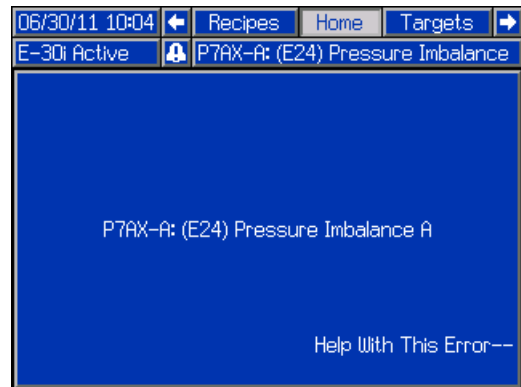 06/30/11 10:04 Recipes Home Targets
E-30i Active P7AX-A: (E24) Pressure Imbalance
P7AX-A: (E24) Pressure Imbalance A
Help With This Error--